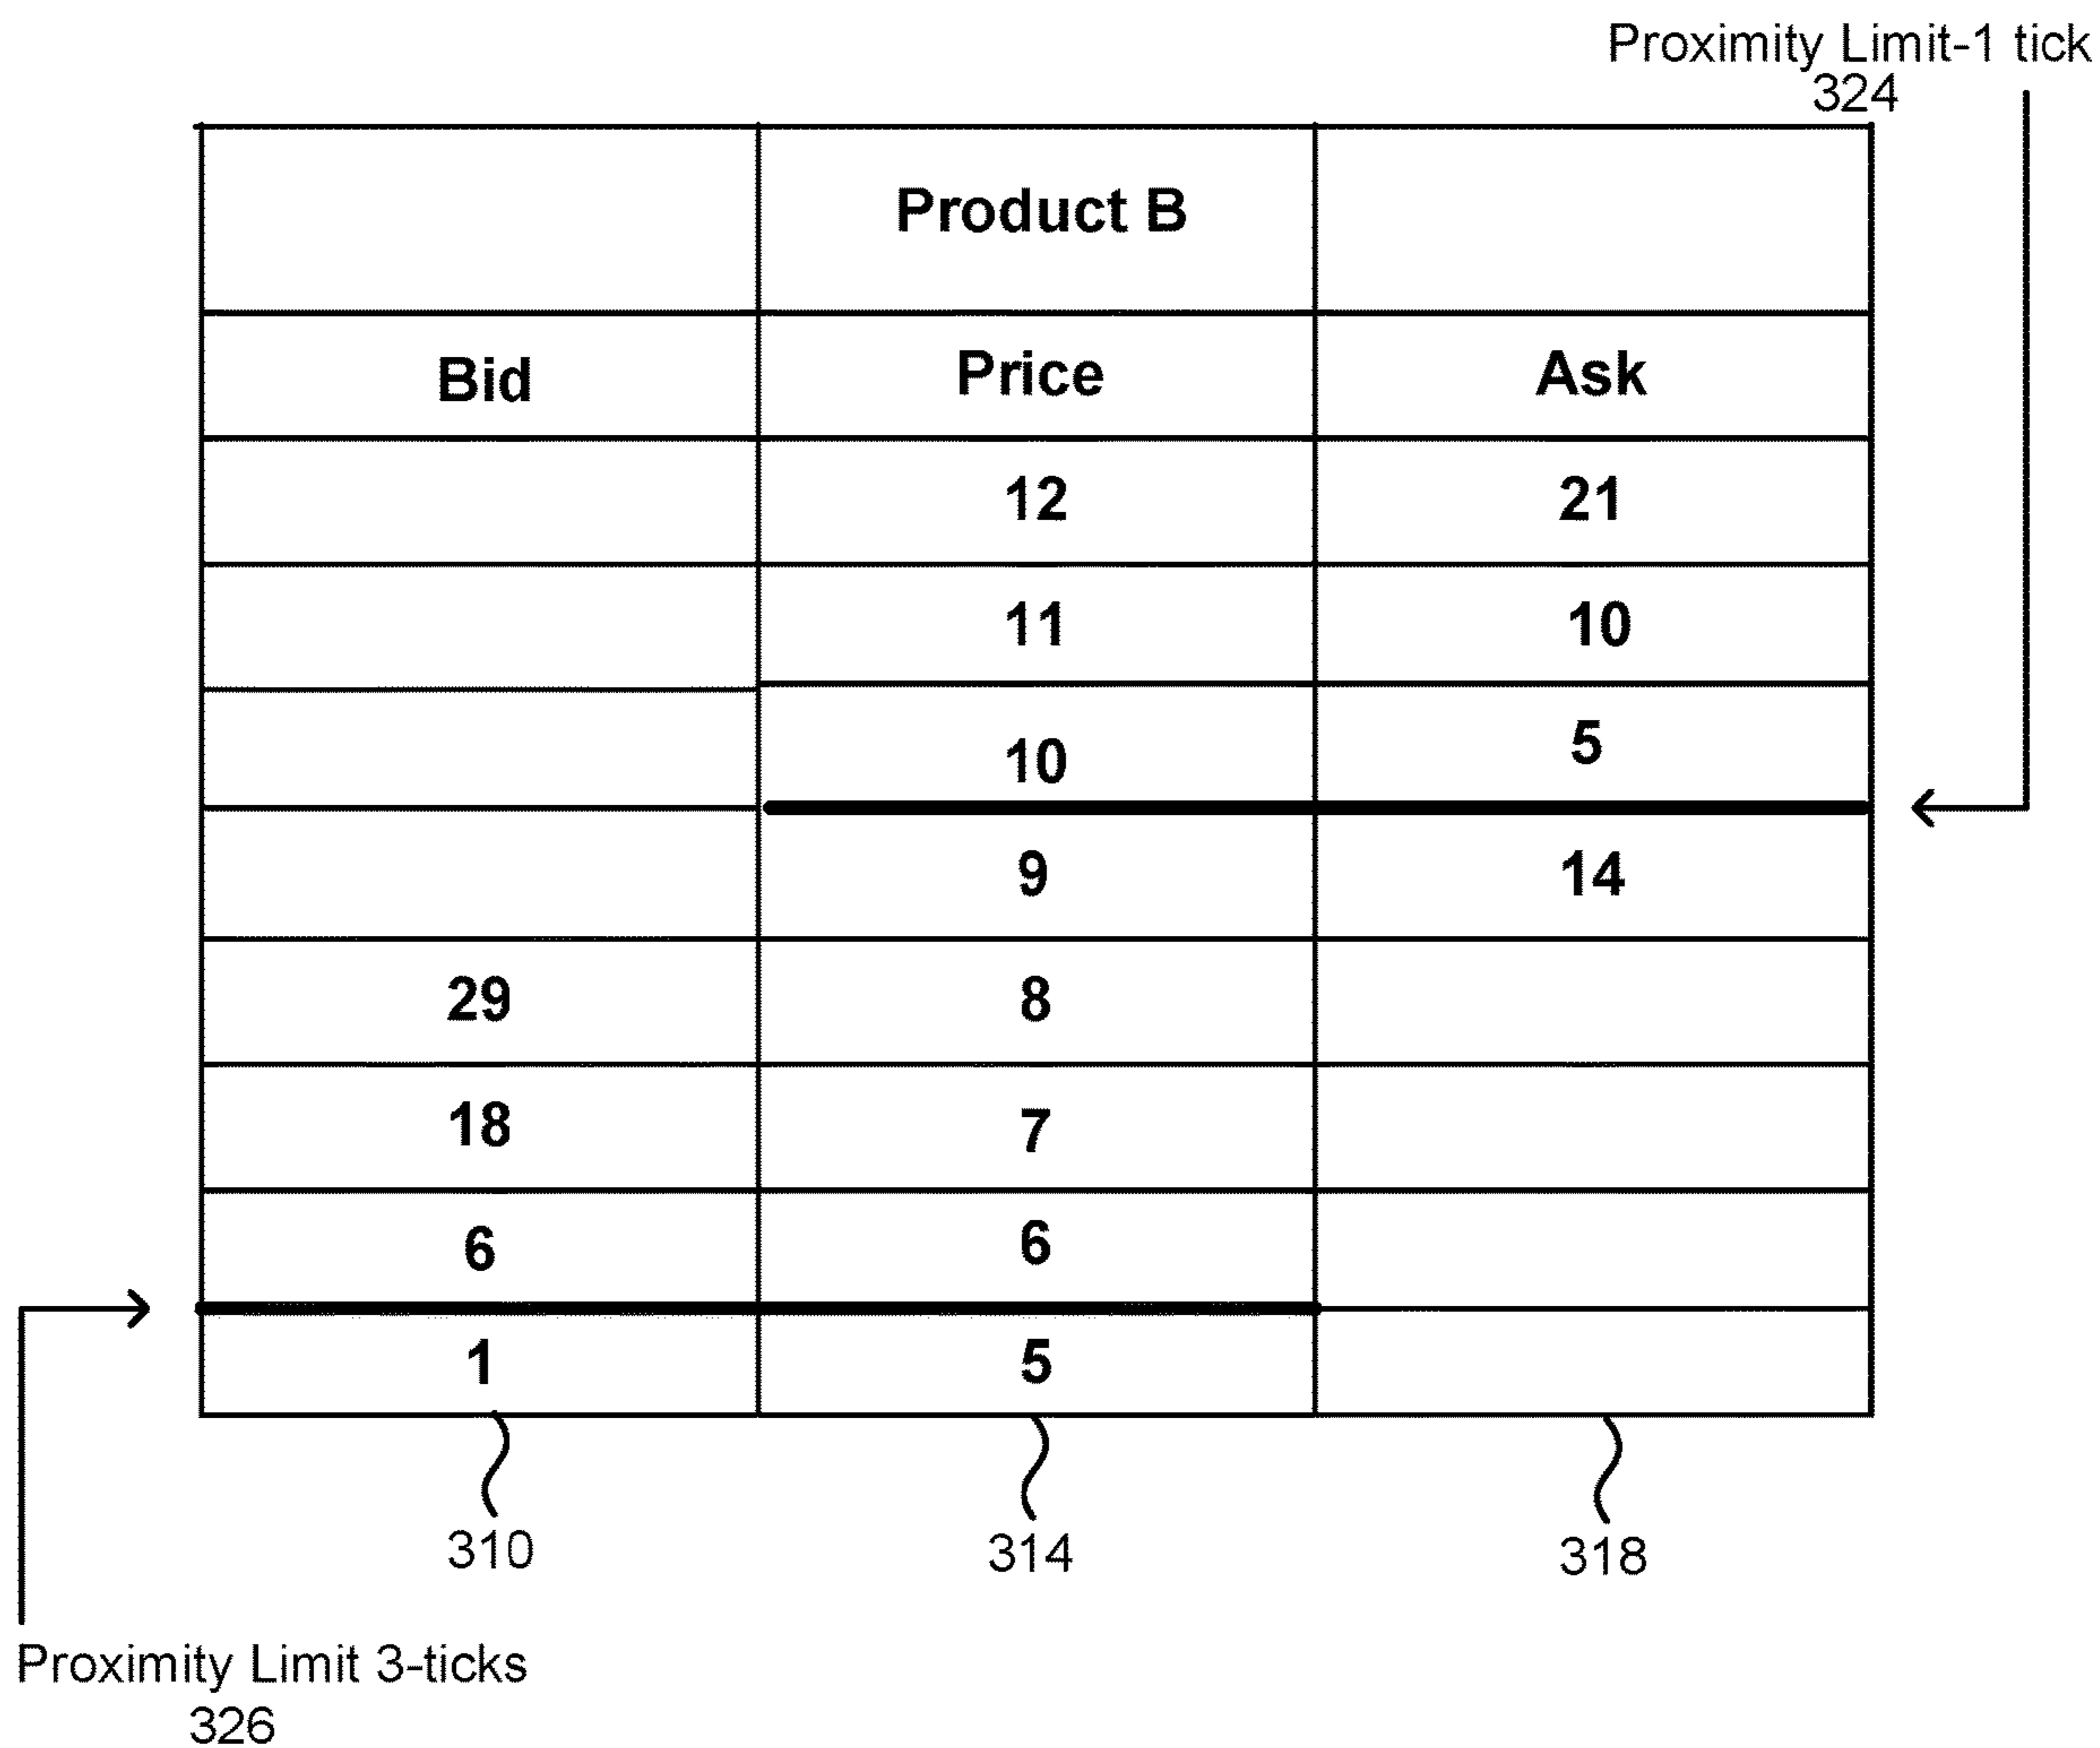 Proximity Limit-1 tick
324
Product B
Bid Price Ask
12 21
11 10
10 5
9 14
29 8
18 7
6 6
1 5
310 314 318
Proximity Limit 3-ticks
326